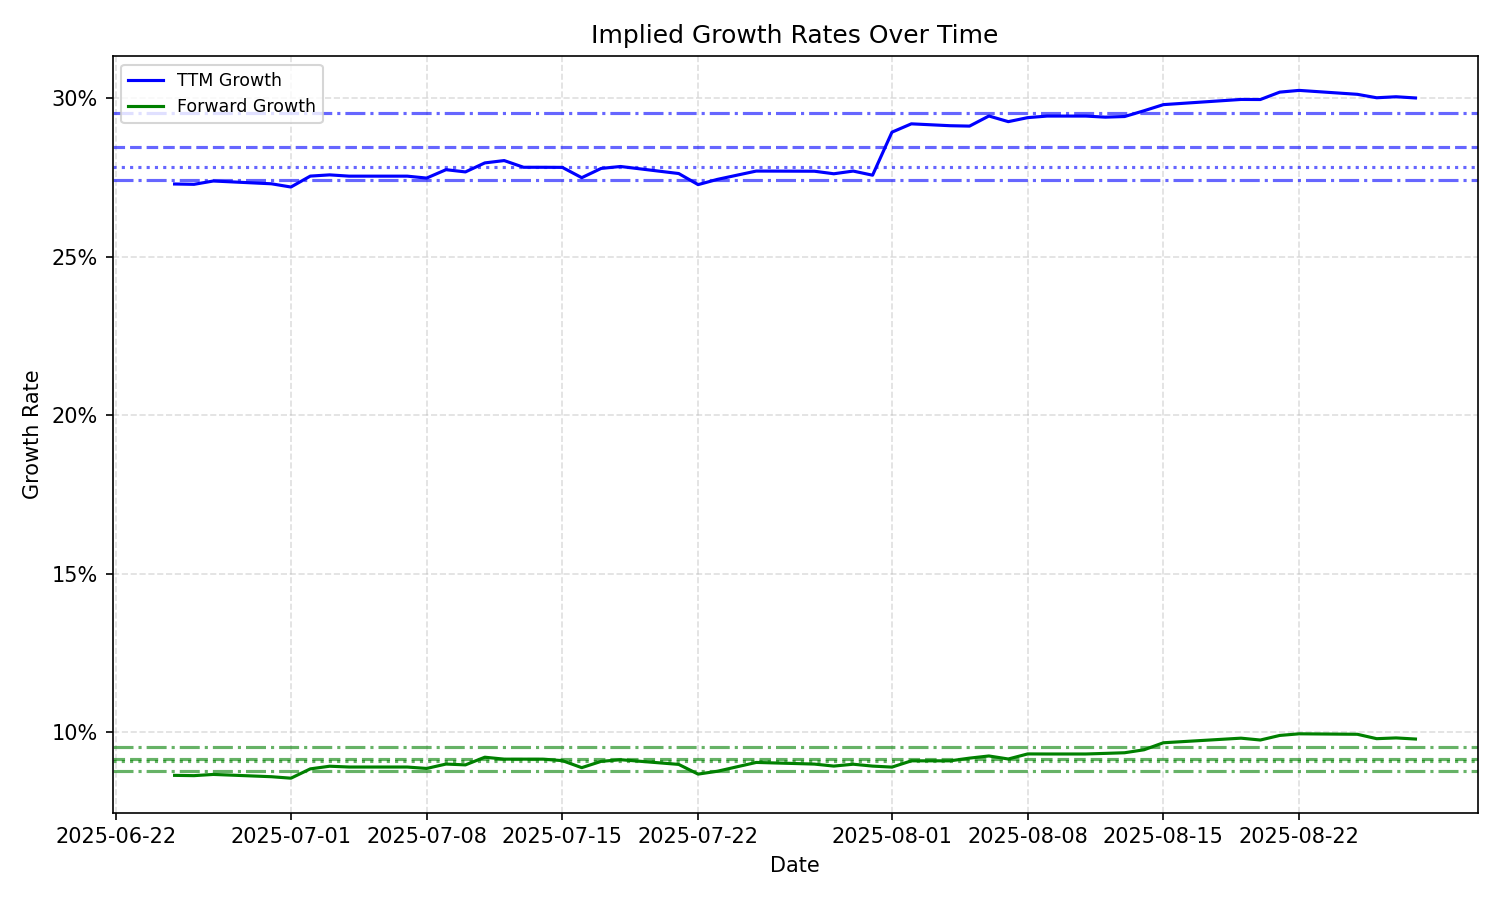 Implied Growth Rates Over Time
TTM Growth
Forward Growth
30%
25%
20%
15%
10%
Growth Rate
2025-06-22 2025-07-01 2025-07-08 2025-07-15 2025-07-22 2025-08-01 2025-08-08 2025-08-15 2025-08-22
Date